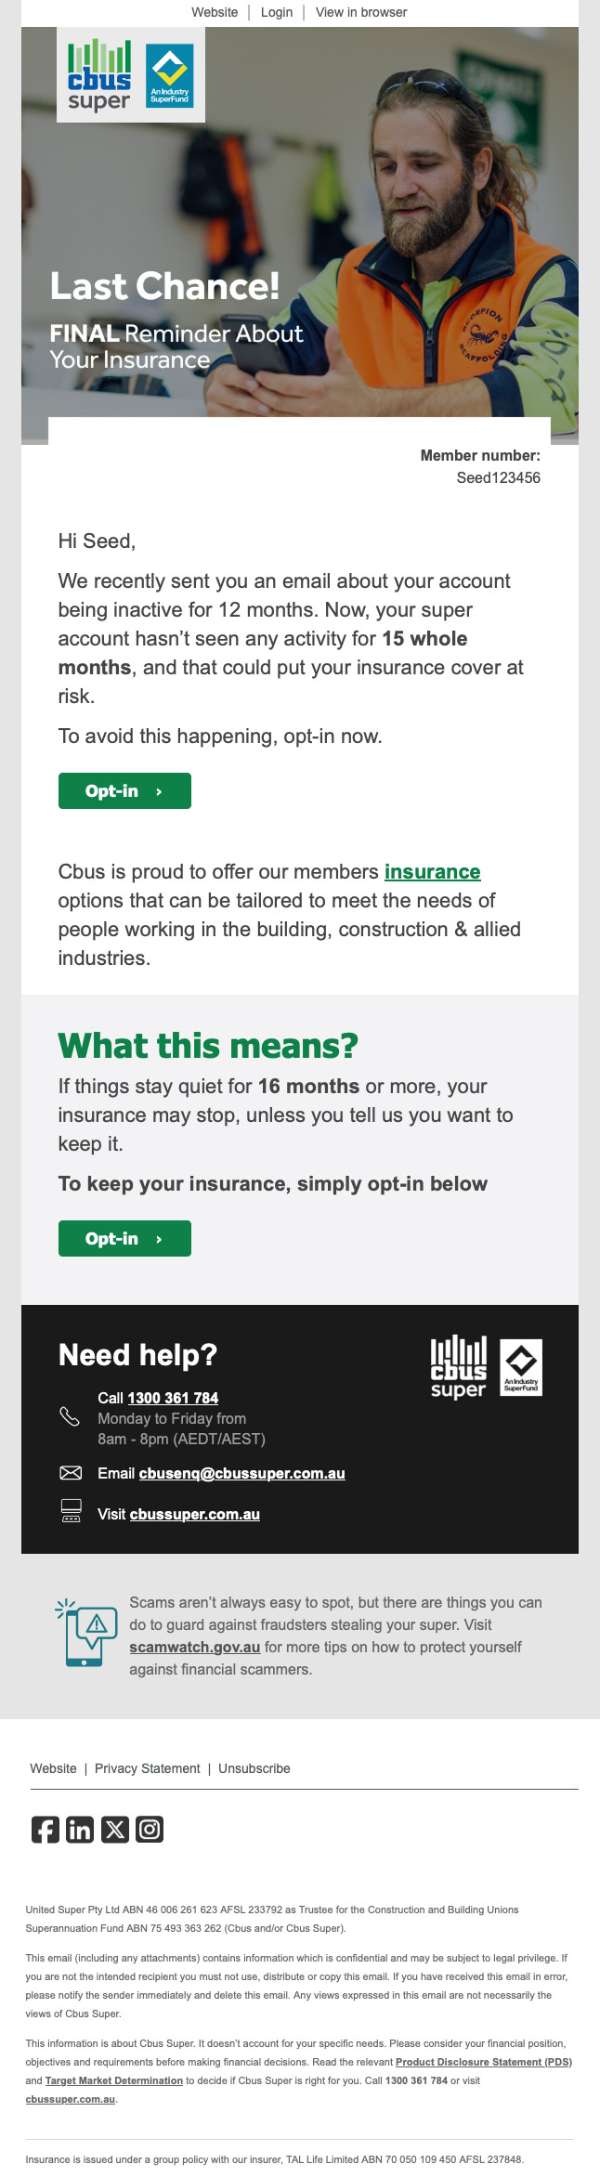 Website | Login | View in browser
cbus
super
An Industry
SuperFund
SCORPION
SCAFFOLDING
Last Chance!
FINAL Reminder About
Your Insurance
Member number:
Seed123456
Hi Seed,
We recently sent you an email about your account
being inactive for 12 months. Now, your super
account hasn’t seen any activity for 15 whole
months, and that could put your insurance cover at
risk.
To avoid this happening, opt-in now.
Opt-in ›
Cbus is proud to offer our members insurance
options that can be tailored to meet the needs of
people working in the building, construction & allied
industries.
What this means?
If things stay quiet for 16 months or more, your
insurance may stop, unless you tell us you want to
keep it.
To keep your insurance, simply opt-in below
Opt-in ›
Need help?
cbus
super
An Industry
SuperFund
Call 1300 361 784
Monday to Friday from
8am - 8pm (AEDT/AEST)
Email cbusenq@cbussuper.com.au
Visit cbussuper.com.au
Scams aren’t always easy to spot, but there are things you can
do to guard against fraudsters stealing your super. Visit
scamwatch.gov.au for more tips on how to protect yourself
against financial scammers.
Website | Privacy Statement | Unsubscribe
United Super Pty Ltd ABN 46 006 261 623 AFSL 233792 as Trustee for the Construction and Building Unions
Superannuation Fund ABN 75 493 363 262 (Cbus and/or Cbus Super).
This email (including any attachments) contains information which is confidential and may be subject to legal privilege. If
you are not the intended recipient you must not use, distribute or copy this email. If you have received this email in error,
please notify the sender immediately and delete this email. Any views expressed in this email are not necessarily the
views of Cbus Super.
This information is about Cbus Super. It doesn’t account for your specific needs. Please consider your financial position,
objectives and requirements before making financial decisions. Read the relevant Product Disclosure Statement (PDS)
and Target Market Determination to decide if Cbus Super is right for you. Call 1300 361 784 or visit
cbussuper.com.au.
Insurance is issued under a group policy with our insurer, TAL Life Limited ABN 70 050 109 450 AFSL 237848.